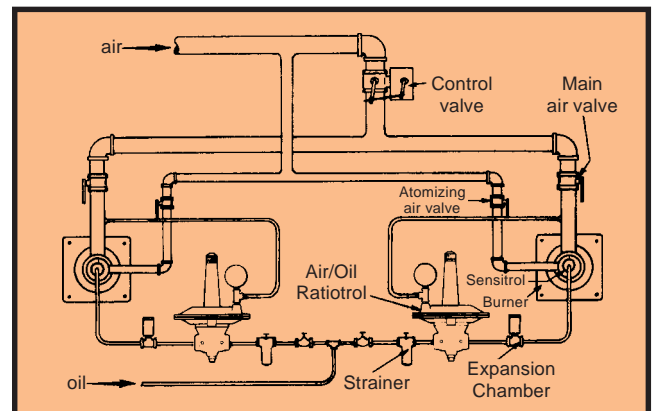 air
Control
valve
Main
air valve
Atomizing
air valve
Air/Oil
Ratiotrol
Sensitrol
Burner
oil
Strainer
Expansion
Chamber